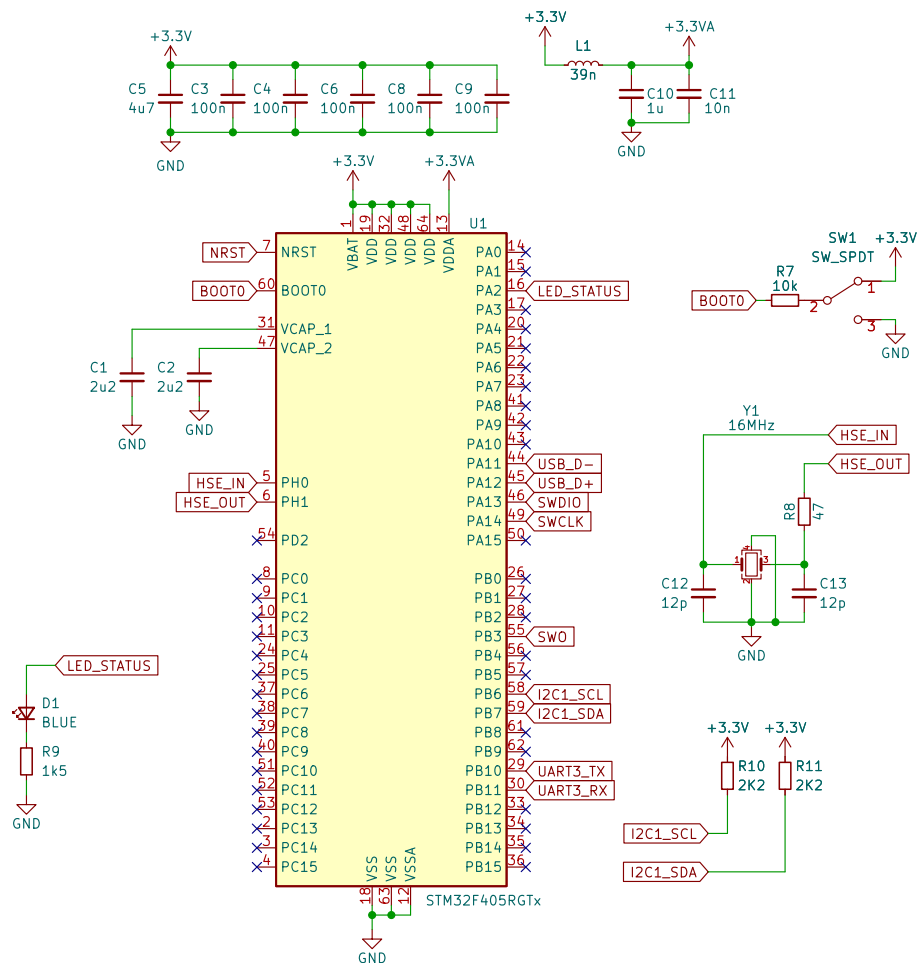 +3.3V
C5 4u7
C3 100n
C4 100n
C6 100n
C8 100n
C9 100n
GND
+3.3V
L1
39n
+3.3VA
C10 1u
C11 10n
GND
+3.3V
+3.3VA
U1
1 19 32 48 64 13
VBAT VDD VDD VDD VDD VDDA
NRST 7 NRST
BOOT0 60 BOOT0
31 VCAP_1
47 VCAP_2
C1 2u2
C2 2u2
GND
GND
HSE_IN 5 PH0
HSE_OUT 6 PH1
54 PD2
8 PC0
9 PC1
10 PC2
11 PC3
24 PC4
25 PC5
37 PC6
38 PC7
39 PC8
40 PC9
51 PC10
52 PC11
53 PC12
2 PC13
3 PC14
4 PC15
PA0 14
PA1 15
PA2 16 LED_STATUS
PA3 17
PA4 20
PA5 21
PA6 22
PA7 23
PA8 41
PA9 42
PA10 43
PA11 44 USB_D-
PA12 45 USB_D+
PA13 46 SWDIO
PA14 49 SWCLK
PA15 50
PB0 26
PB1 27
PB2 28
PB3 55 SWO
PB4 56
PB5 57
PB6 58 I2C1_SCL
PB7 59 I2C1_SDA
PB8 61
PB9 62
PB10 29 UART3_TX
PB11 30 UART3_RX
PB12 33
PB13 34
PB14 35
PB15 36
VSS VSS VSSA
18 63 12
STM32F405RGTx
GND
SW1
SW_SPDT
+3.3V
R7
10k
BOOT0
2
1
3
GND
Y1
16MHz
HSE_IN
HSE_OUT
R8 47
1 4 3 2
C12
12p
C13
12p
GND
LED_STATUS
D1
BLUE
R9
1k5
GND
+3.3V
+3.3V
R10
2K2
R11
2K2
I2C1_SCL
I2C1_SDA